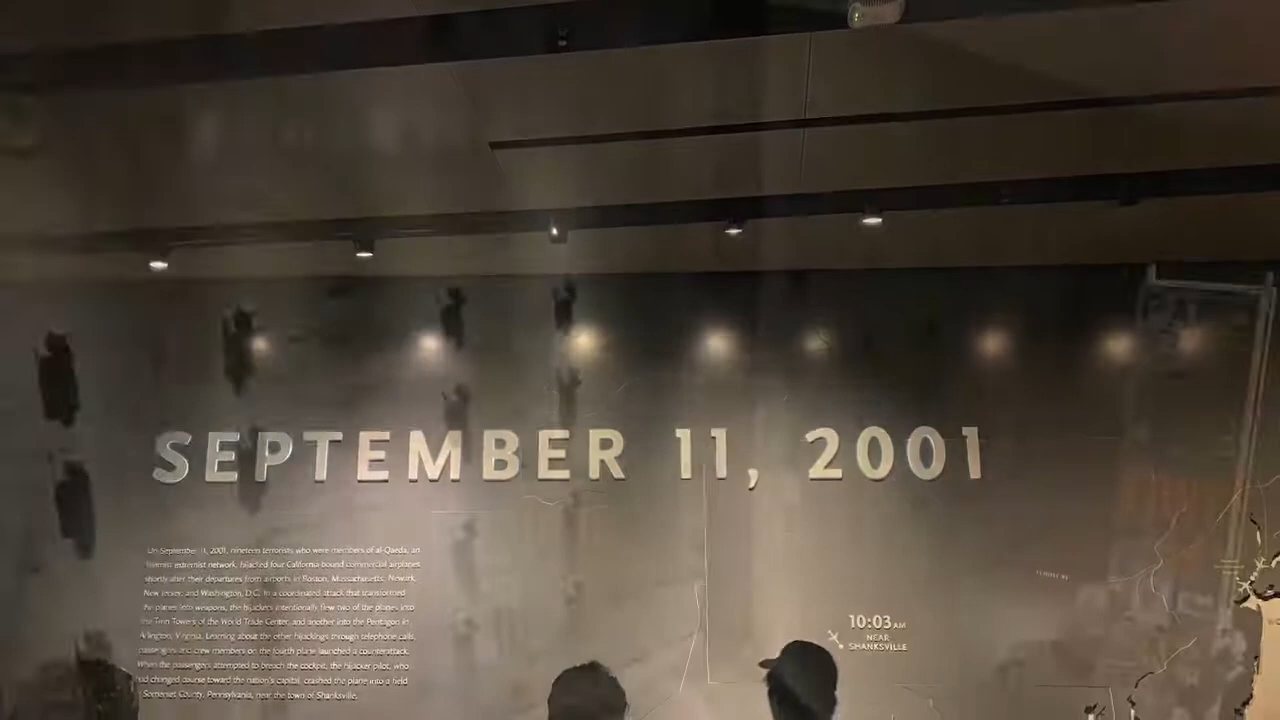 SEPTEMBER 11, 2001
On September 11, 2001, nineteen terrorists who were members of al-Qaeda, an
Islamist extremist network, hijacked four California-bound commercial airplanes
shortly after their departures from airports in Boston, Massachusetts; Newark,
New Jersey; and Washington, D.C. In a coordinated attack that transformed
the planes into weapons, the hijackers intentionally flew two of the planes into
the Twin Towers of the World Trade Center, and another into the Pentagon in
Arlington, Virginia. Learning about the other hijackings through telephone calls,
passengers and crew members on the fourth plane launched a counterattack.
When the passengers attempted to breach the cockpit, the hijacker pilot, who
had changed course toward the nation's capital, crashed the plane into a field
Somerset County, Pennsylvania, near the town of Shanksville.
10:03 AM
NEAR
SHANKSVILLE